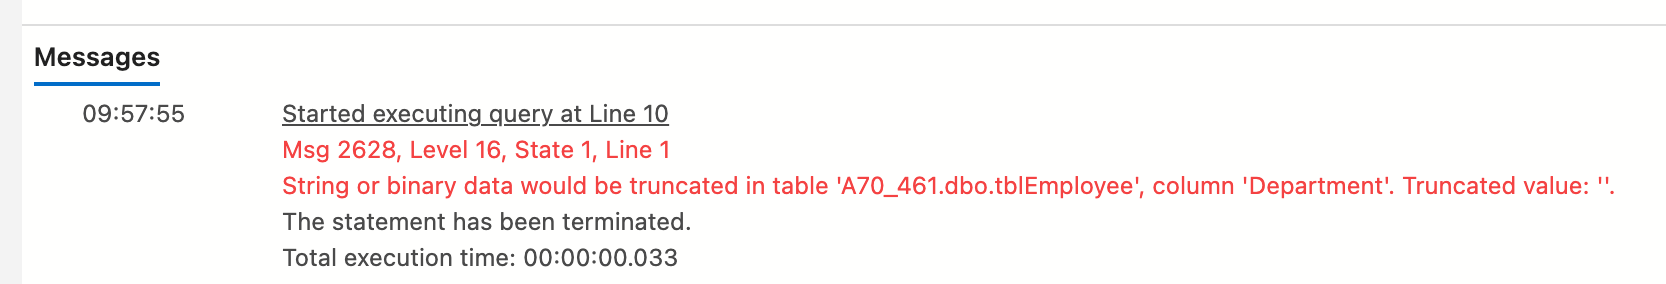 Messages
09:57:55 Started executing query at Line 10
Msg 2628, Level 16, State 1, Line 1
String or binary data would be truncated in table 'A70_461.dbo.tblEmployee', column 'Department'. Truncated value: ''.
The statement has been terminated.
Total execution time: 00:00:00.033